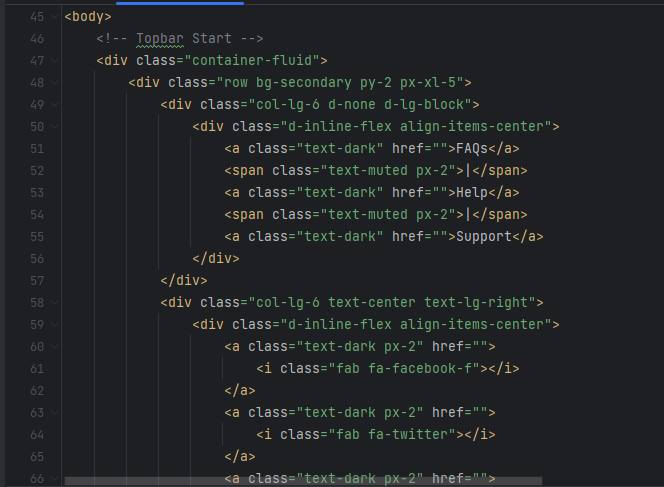 45 <body>
46 <!-- Topbar Start -->
47 <div class="container-fluid">
48 <div class="row bg-secondary py-2 px-xl-5">
49 <div class="col-lg-6 d-none d-lg-block">
50 <div class="d-inline-flex align-items-center">
51 <a class="text-dark" href="">FAQs</a>
52 <span class="text-muted px-2">|</span>
53 <a class="text-dark" href="">Help</a>
54 <span class="text-muted px-2">|</span>
55 <a class="text-dark" href="">Support</a>
56 </div>
57 </div>
58 <div class="col-lg-6 text-center text-lg-right">
59 <div class="d-inline-flex align-items-center">
60 <a class="text-dark px-2" href="">
61 <i class="fab fa-facebook-f"></i>
62 </a>
63 <a class="text-dark px-2" href="">
64 <i class="fab fa-twitter"></i>
65 </a>
66 <a class="text-dark px-2" href="">